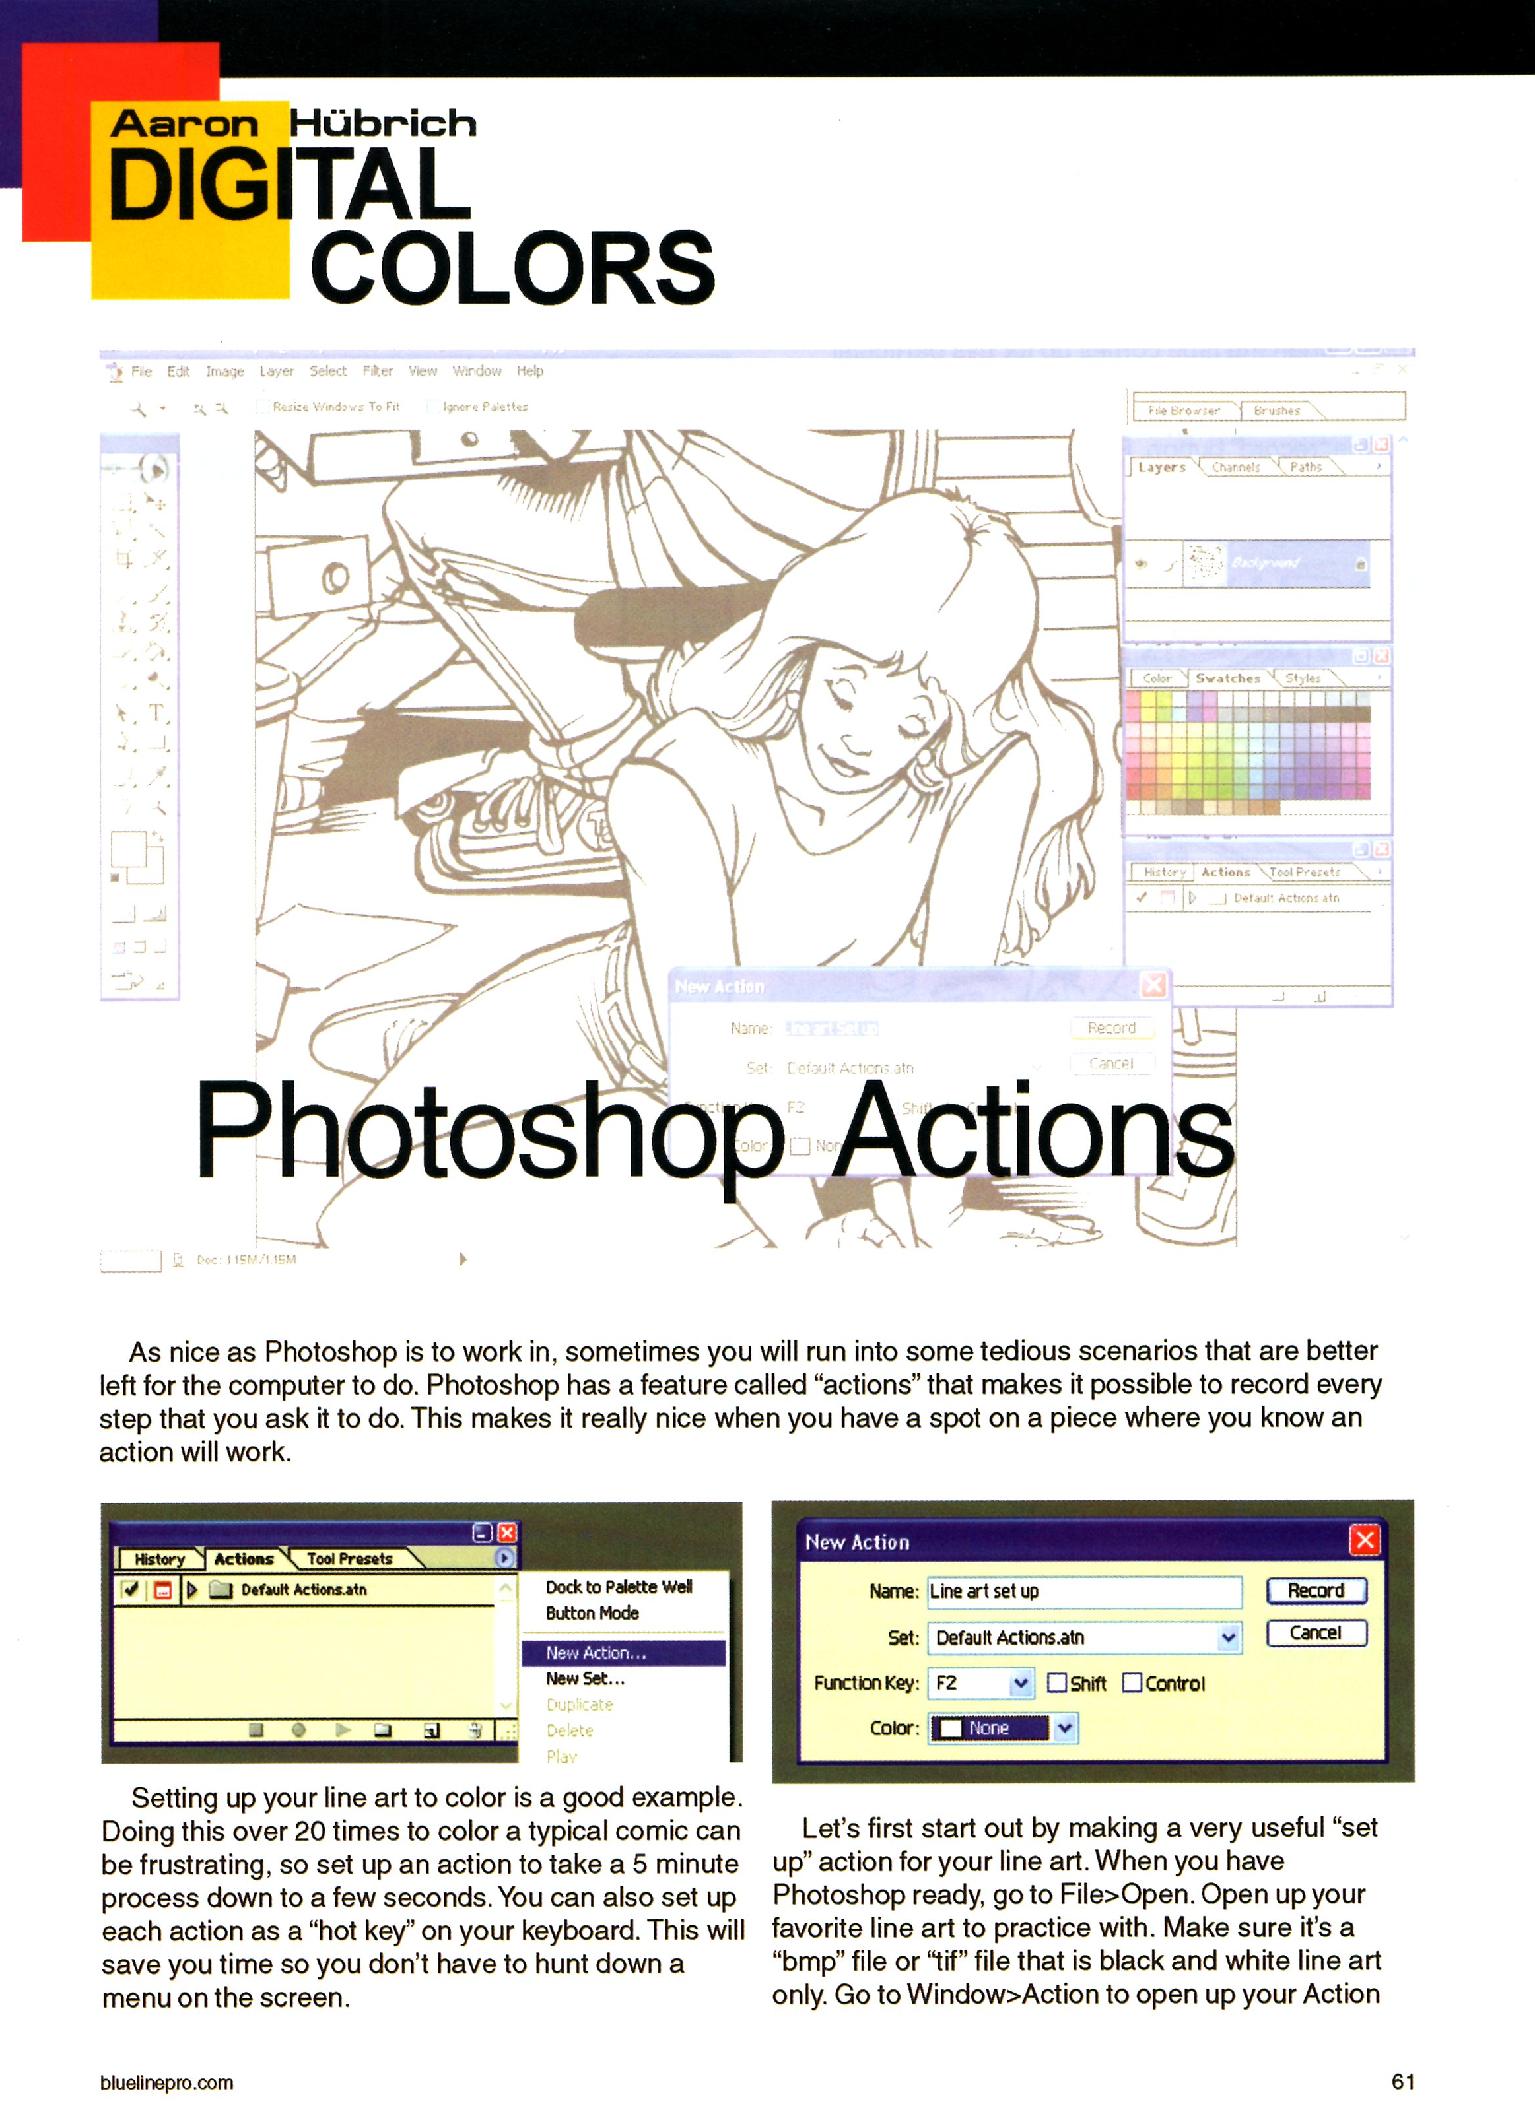 Aaron Hübrich
DIGITAL
COLORS
File Edit Image Layer Select Filter View Window Help
Resize Windows To Fit Ignore Palettes
File Browser Brushes
Layers Channels Paths
Background
Color Swatches Styles
History Actions Tool Presets
Default Actions.atn
New Action
Name: Line art Set up Record
Set: Default Actions.atn Cancel
F2
Color:
Photoshop Actions
Doc: 1.15M/1.15M
As nice as Photoshop is to work in, sometimes you will run into some tedious scenarios that are better
left for the computer to do. Photoshop has a feature called “actions” that makes it possible to record every
step that you ask it to do. This makes it really nice when you have a spot on a piece where you know an
action will work.
History Actions Tool Presets
Default Actions.atn
Dock to Palette Well
Button Mode
New Action...
New Set...
Duplicate
Delete
Play
Setting up your line art to color is a good example.
Doing this over 20 times to color a typical comic can
be frustrating, so set up an action to take a 5 minute
process down to a few seconds. You can also set up
each action as a “hot key” on your keyboard. This will
save you time so you don’t have to hunt down a
menu on the screen.
New Action
Name: Line art set up Record
Set: Default Actions.atn Cancel
Function Key: F2 Shift Control
Color: None
Let’s first start out by making a very useful “set
up” action for your line art. When you have
Photoshop ready, go to File>Open. Open up your
favorite line art to practice with. Make sure it’s a
“bmp” file or “tif” file that is black and white line art
only. Go to Window>Action to open up your Action
bluelinepro.com
61